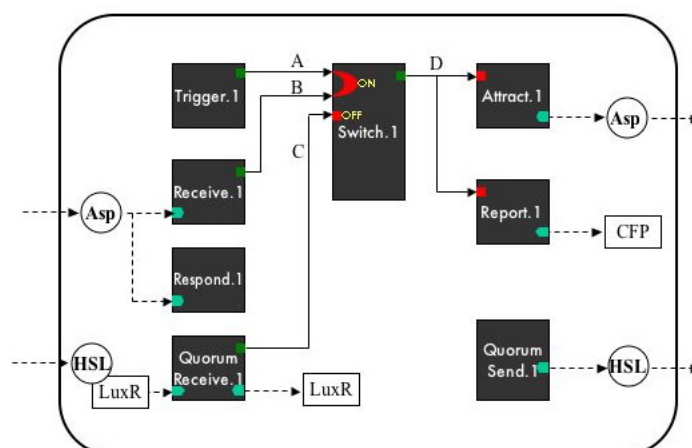 A
B
C
D
Trigger.1
ON
OFF
Switch.1
Attract.1
Asp
Receive.1
Asp
Respond.1
Report.1
CFP
HSL
LuxR
Quorum
Receive.1
LuxR
Quorum
Send.1
HSL